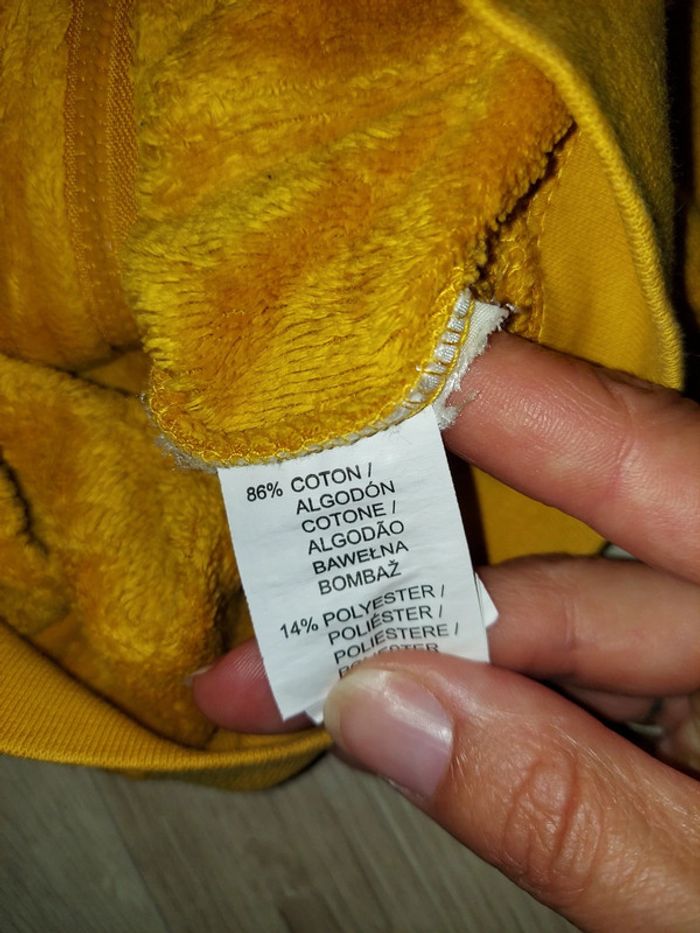 86% COTON /
ALGODÓN
COTONE /
ALGODÃO
BAWEŁNA
BOMBAŽ
14% POLYESTER /
POLIÉSTER /
POLIESTERE /